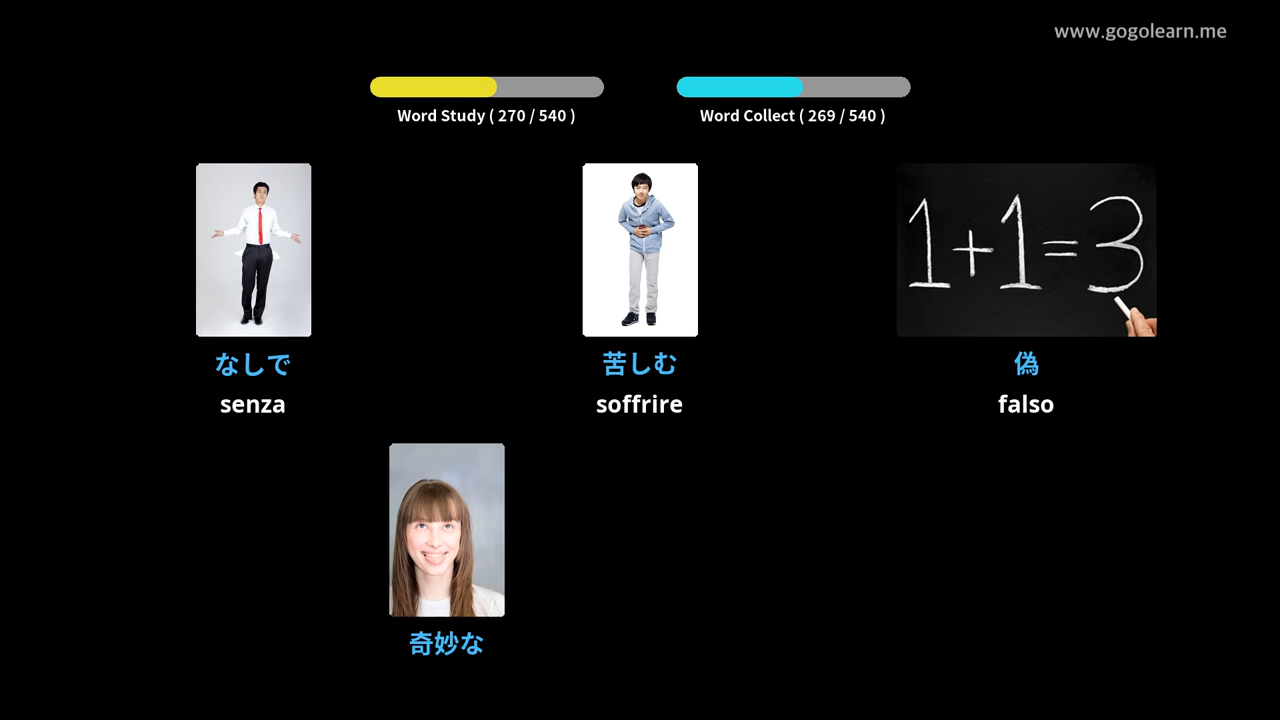 www.gogolearn.me
Word Study ( 270 / 540 )
Word Collect ( 269 / 540 )
1+1=3
なしで
senza
苦しむ
soffrire
偽
falso
奇妙な